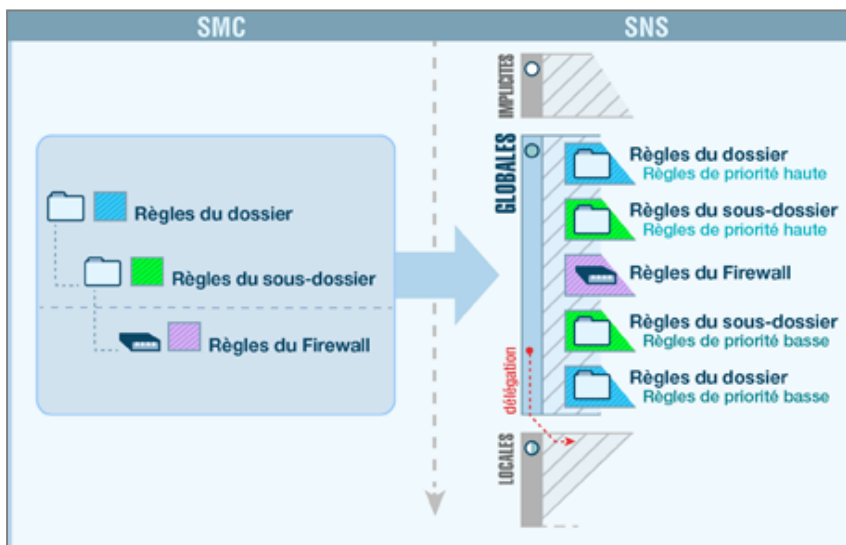 SMC
SNS
Règles du dossier
Règles du sous-dossier
Règles du Firewall
IMPLICITES
GLOBALES
Règles du dossier
Règles de priorité haute
Règles du sous-dossier
Règles de priorité haute
Règles du Firewall
Règles du sous-dossier
Règles de priorité basse
Règles du dossier
Règles de priorité basse
délégation
LOCALES